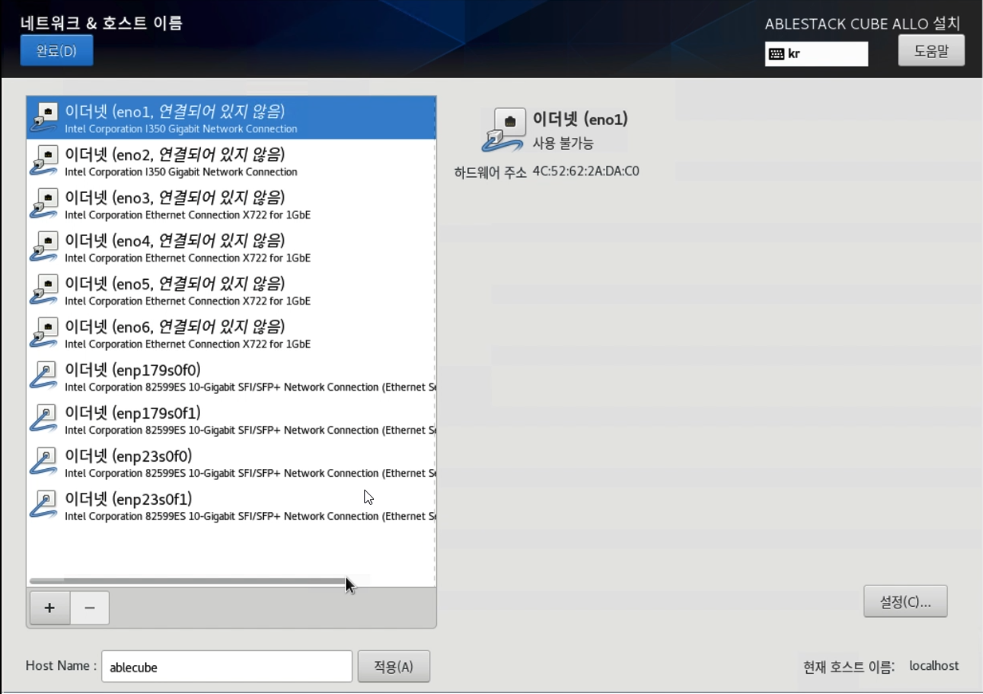 네트워크 & 호스트 이름
ABLESTACK CUBE ALLO 설치
완료(D)
kr
도움말
이더넷 (eno1, 연결되어 있지 않음)
Intel Corporation I350 Gigabit Network Connection
이더넷 (eno2, 연결되어 있지 않음)
Intel Corporation I350 Gigabit Network Connection
이더넷 (eno3, 연결되어 있지 않음)
Intel Corporation Ethernet Connection X722 for 1GbE
이더넷 (eno4, 연결되어 있지 않음)
Intel Corporation Ethernet Connection X722 for 1GbE
이더넷 (eno5, 연결되어 있지 않음)
Intel Corporation Ethernet Connection X722 for 1GbE
이더넷 (eno6, 연결되어 있지 않음)
Intel Corporation Ethernet Connection X722 for 1GbE
이더넷 (enp179s0f0)
Intel Corporation 82599ES 10-Gigabit SFI/SFP+ Network Connection (Ethernet
이더넷 (enp179s0f1)
Intel Corporation 82599ES 10-Gigabit SFI/SFP+ Network Connection (Ethernet
이더넷 (enp23s0f0)
Intel Corporation 82599ES 10-Gigabit SFI/SFP+ Network Connection (Ethernet
이더넷 (enp23s0f1)
Intel Corporation 82599ES 10-Gigabit SFI/SFP+ Network Connection (Ethernet
이더넷 (eno1)
사용 불가능
하드웨어 주소 4C:52:62:2A:DA:C0
+ −
설정(C)...
Host Name : ablecube 적용(A)
현재 호스트 이름: localhost